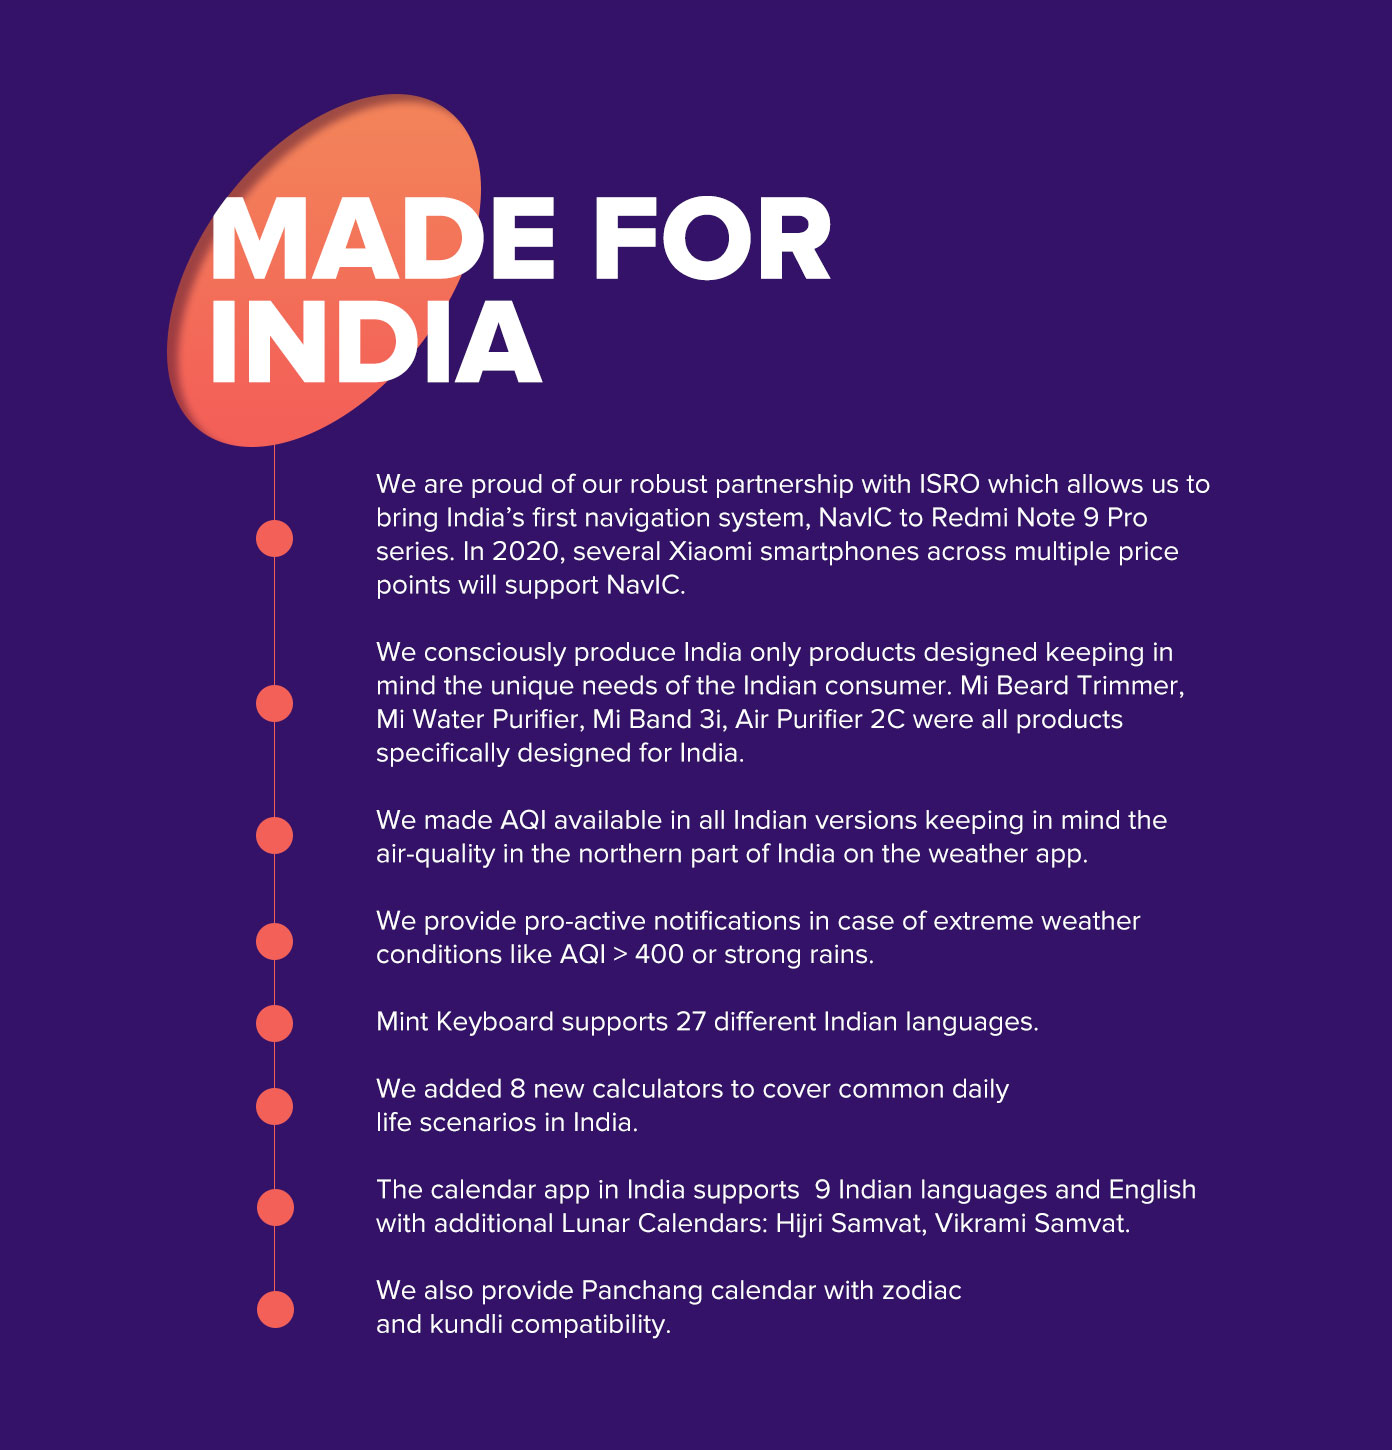 MADE FOR
INDIA
We are proud of our robust partnership with ISRO which allows us to
bring India’s first navigation system, NavIC to Redmi Note 9 Pro
series. In 2020, several Xiaomi smartphones across multiple price
points will support NavIC.
We consciously produce India only products designed keeping in
mind the unique needs of the Indian consumer. Mi Beard Trimmer,
Mi Water Purifier, Mi Band 3i, Air Purifier 2C were all products
specifically designed for India.
We made AQI available in all Indian versions keeping in mind the
air-quality in the northern part of India on the weather app.
We provide pro-active notifications in case of extreme weather
conditions like AQI > 400 or strong rains.
Mint Keyboard supports 27 different Indian languages.
We added 8 new calculators to cover common daily
life scenarios in India.
The calendar app in India supports  9 Indian languages and English
with additional Lunar Calendars: Hijri Samvat, Vikrami Samvat.
We also provide Panchang calendar with zodiac
and kundli compatibility.